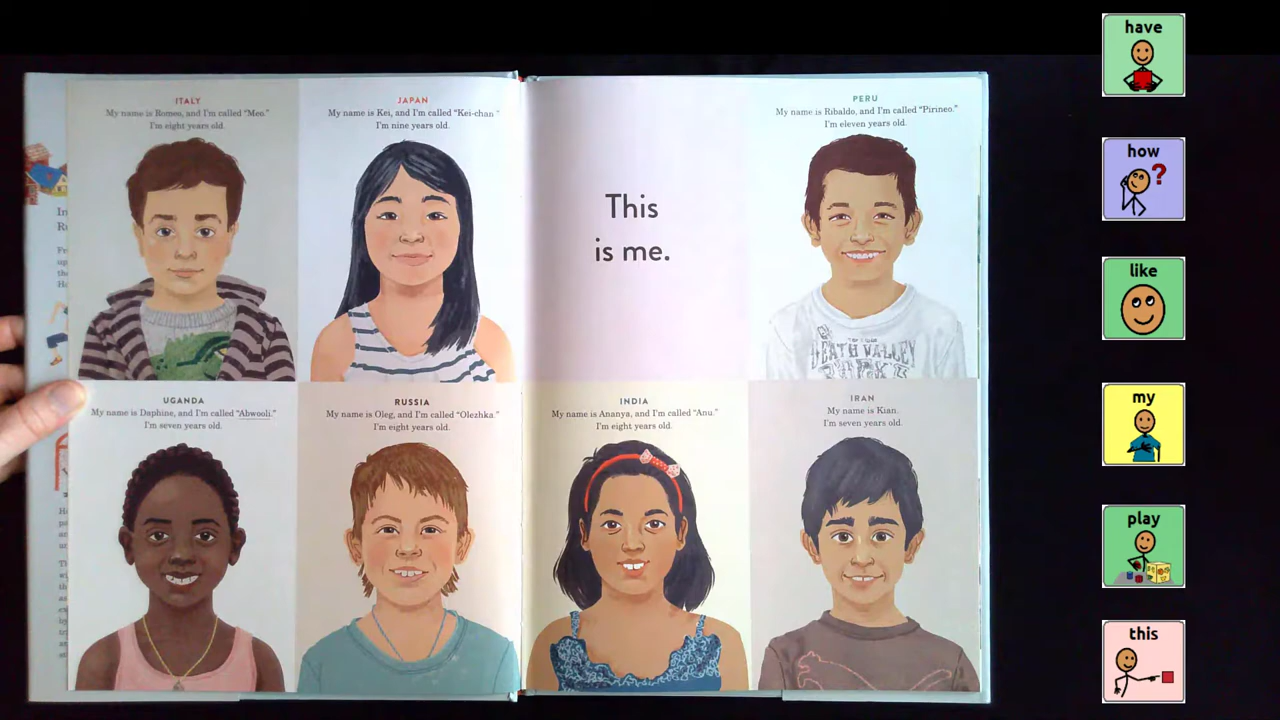 ITALY
My name is Romeo, and I'm called "Meo."
I'm eight years old.
JAPAN
My name is Kei, and I'm called "Kei-chan"
I'm nine years old.
This
is me.
PERU
My name is Ribaldo, and I'm called "Pirineo."
I'm eleven years old.
DEATH VALLEY
UGANDA
My name is Daphine, and I'm called "Abwooli."
I'm seven years old.
RUSSIA
My name is Oleg, and I'm called "Olezhka."
I'm eight years old.
INDIA
My name is Ananya, and I'm called "Anu."
I'm eight years old.
IRAN
My name is Kian.
I'm seven years old.
have
how
?
like
my
play
this